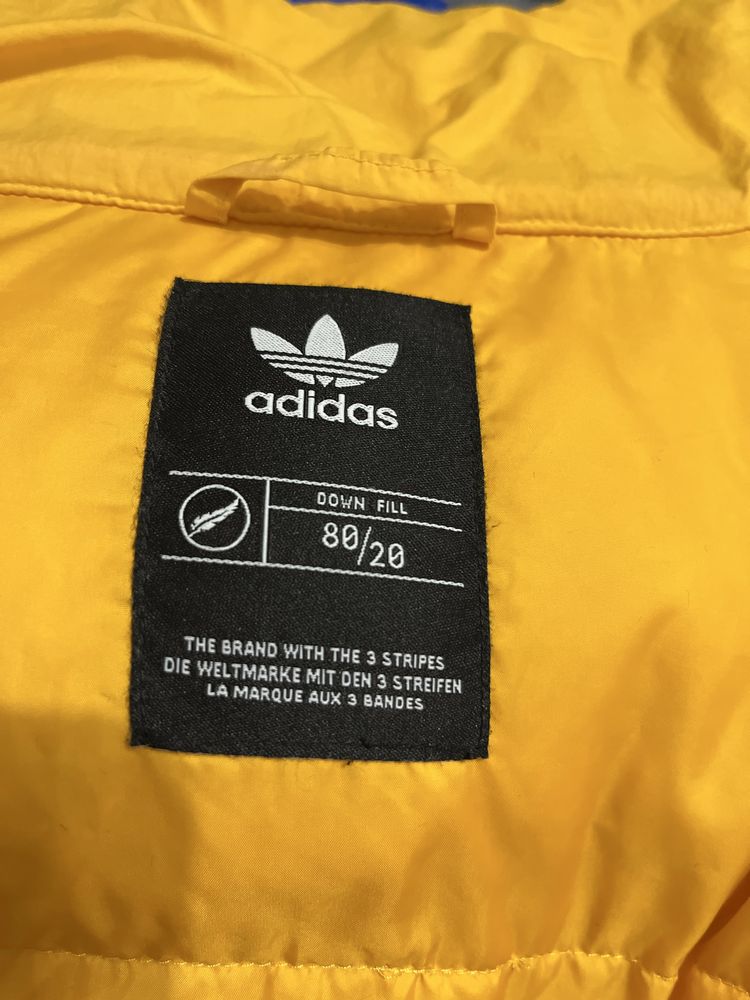 adidas
DOWN FILL
80/20
THE BRAND WITH THE 3 STRIPES
DIE WELTMARKE MIT DEN 3 STREIFEN
LA MARQUE AUX 3 BANDES